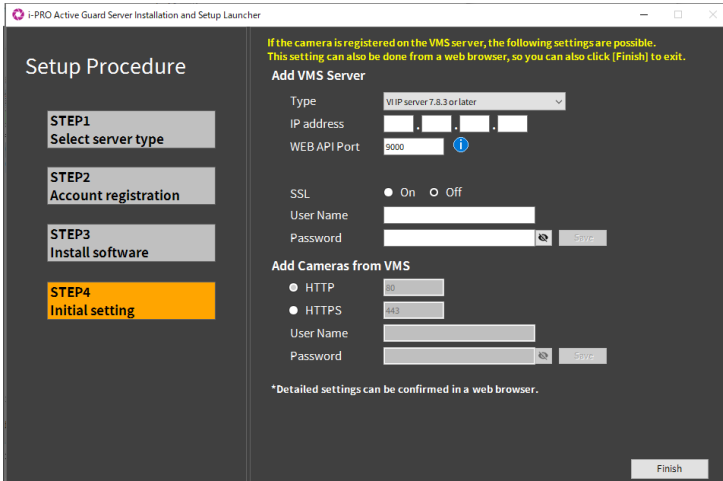 i-PRO Active Guard Server Installation and Setup Launcher
Setup Procedure
STEP1
Select server type
STEP2
Account registration
STEP3
Install software
STEP4
Initial setting
If the camera is registered on the VMS server, the following settings are possible.
This setting can also be done from a web browser, so you can also click [Finish] to exit.
Add VMS Server
Type VI IP server 7.8.3 or later
IP address . . .
WEB API Port 9000 i
SSL On Off
User Name
Password Save
Add Cameras from VMS
HTTP 80
HTTPS 443
User Name
Password Save
*Detailed settings can be confirmed in a web browser.
Finish